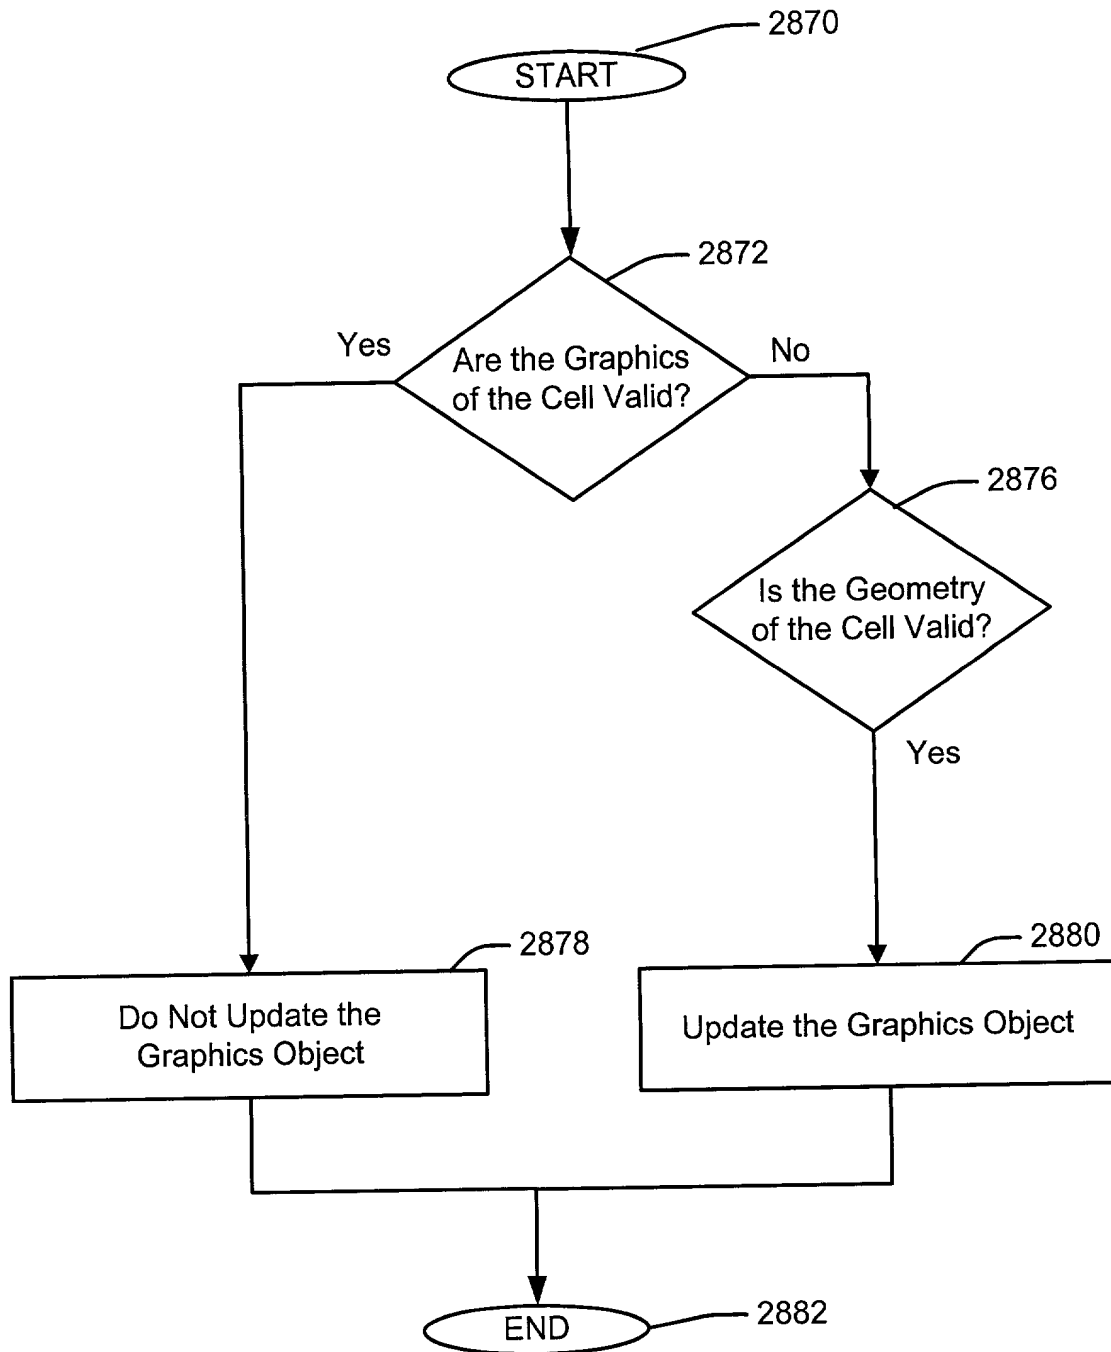 2870
START
2872
Yes
No
Are the Graphics
of the Cell Valid?
2876
Is the Geometry
of the Cell Valid?
Yes
2878
2880
Do Not Update the
Graphics Object
Update the Graphics Object
END
2882